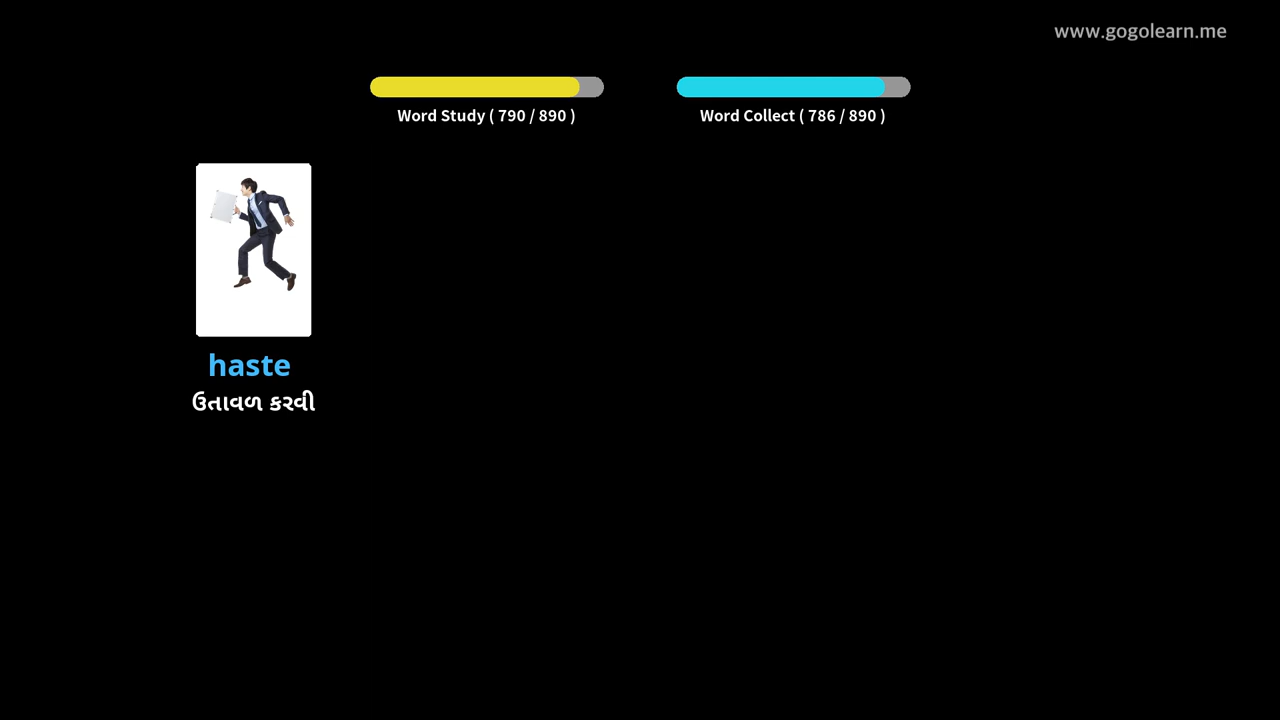 www.gogolearn.me
Word Study ( 790 / 890 )
Word Collect ( 786 / 890 )
haste
ઉતાવળ કરવી